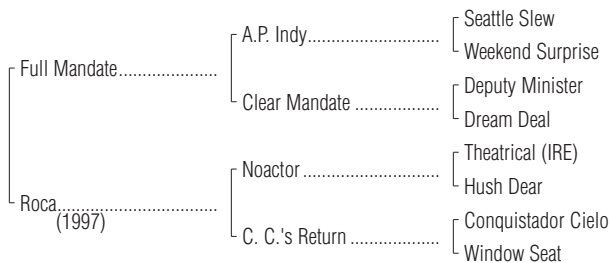 Seattle Slew
A.P. Indy
Weekend Surprise
Full Mandate
Deputy Minister
Clear Mandate
Dream Deal
Theatrical (IRE)
Noactor
Hush Dear
Roca
(1997)
Conquistador Cielo
C. C.'s Return
Window Seat